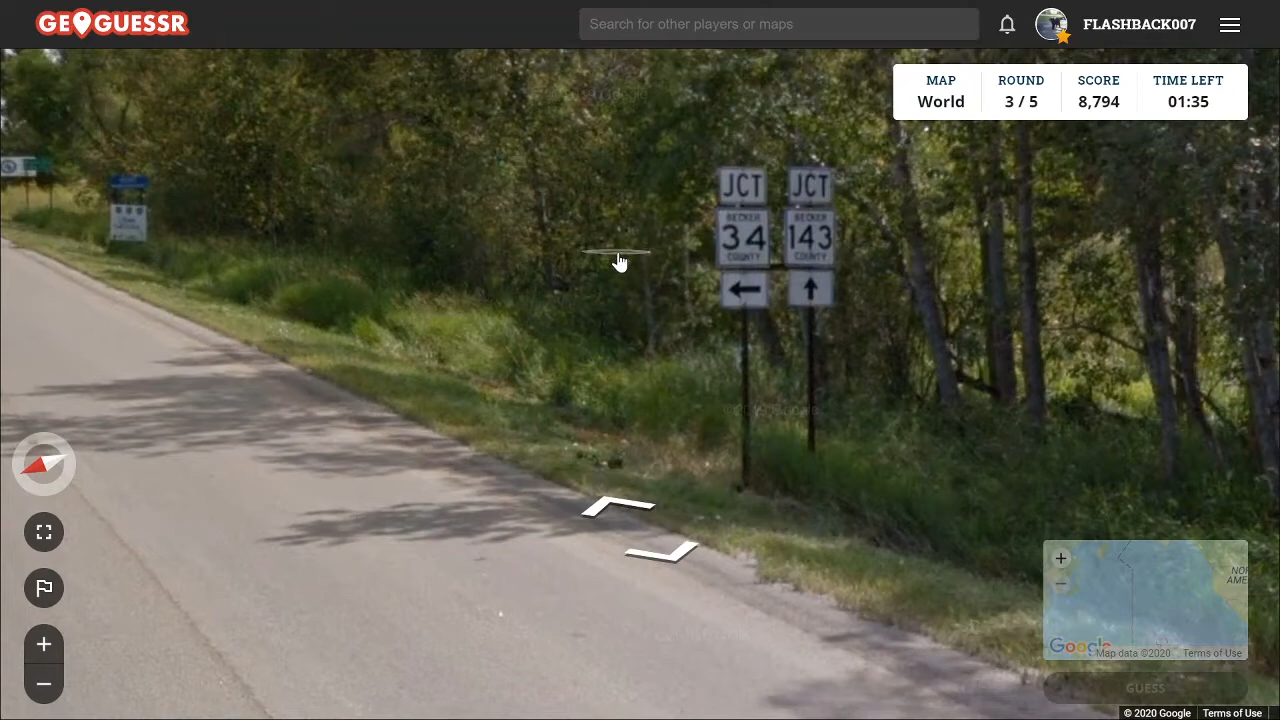 GEOGUESSR
Search for other players or maps
FLASHBACK007
MAP ROUND SCORE TIME LEFT
World 3 / 5 8,794 01:35
JCT JCT
BECKER BECKER
34 143
COUNTY COUNTY
+
−
+
−
Google
Map data ©2020 Terms of Use
GUESS
© 2020 Google Terms of Use